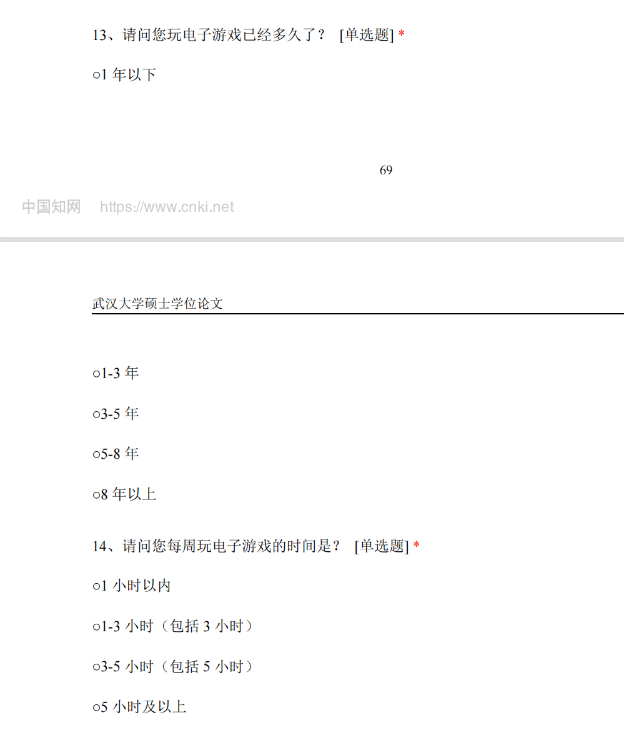 13、请问您玩电子游戏已经多久了？ [单选题] *
○1 年以下
69
中国知网 https://www.cnki.net
武汉大学硕士学位论文
○1-3 年
○3-5 年
○5-8 年
○8 年以上
14、请问您每周玩电子游戏的时间是？ [单选题] *
○1 小时以内
○1-3 小时（包括 3 小时）
○3-5 小时（包括 5 小时）
○5 小时及以上